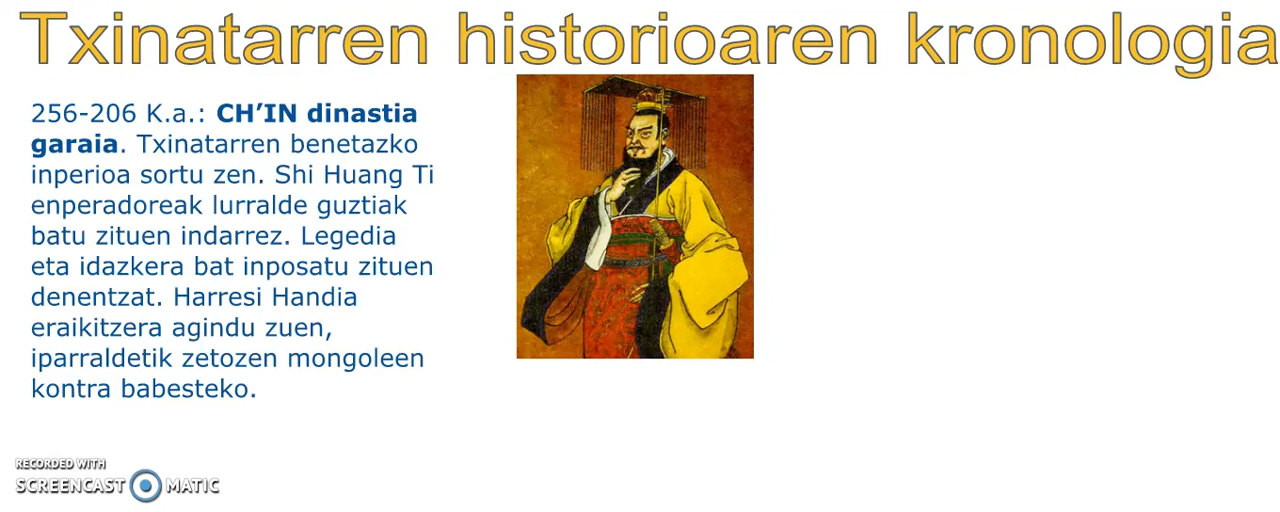 Txinatarren historioaren kronologia
256-206 K.a.: CH’IN dinastia
garaia. Txinatarren benetazko
inperioa sortu zen. Shi Huang Ti
enperadoreak lurralde guztiak
batu zituen indarrez. Legedia
eta idazkera bat inposatu zituen
denentzat. Harresi Handia
eraikitzera agindu zuen,
iparraldetik zetozen mongoleen
kontra babesteko.
RECORDED WITH
SCREENCAST MATIC